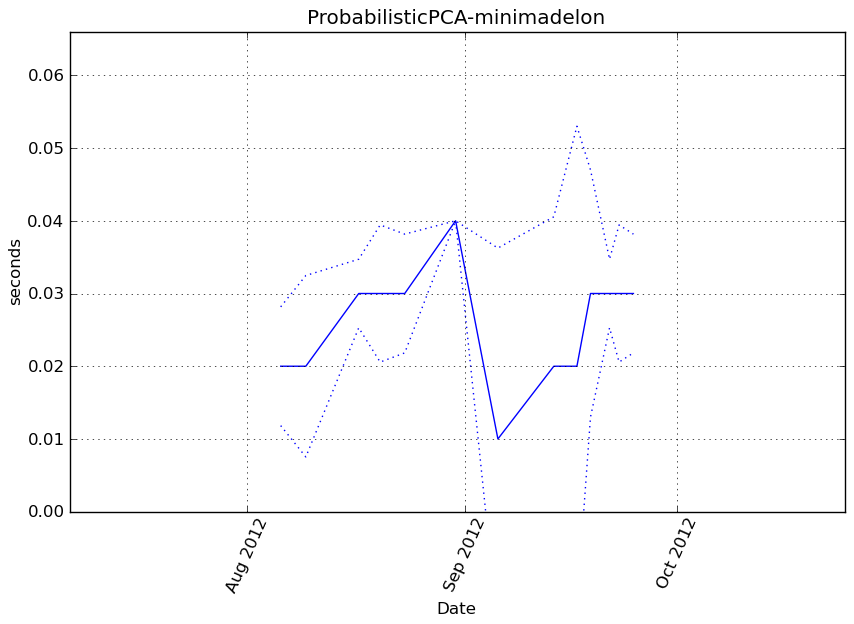 ProbabilisticPCA-minimadelon
0.06
0.05
0.04
0.03
0.02
0.01
0.00
seconds
Aug 2012
Sep 2012
Oct 2012
Date